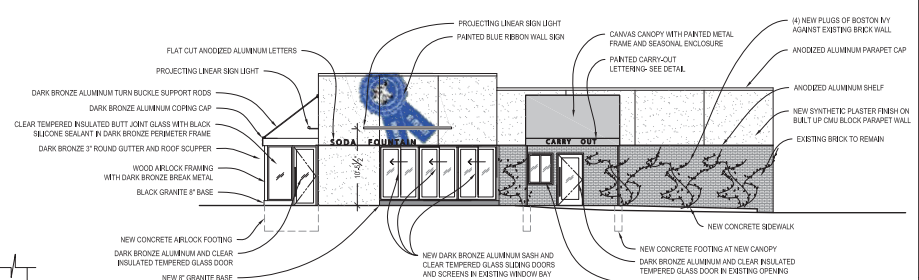 PROJECTING LINEAR SIGN LIGHT
PAINTED BLUE RIBBON WALL SIGN
FLAT CUT ANODIZED ALUMINUM LETTERS
PROJECTING LINEAR SIGN LIGHT
DARK BRONZE ALUMINUM TURN BUCKLE SUPPORT RODS
DARK BRONZE ALUMINUM COPING CAP
CLEAR TEMPERED INSULATED BUTT JOINT GLASS WITH BLACK
SILICONE SEALANT IN DARK BRONZE PERIMETER FRAME
DARK BRONZE 3" ROUND GUTTER AND ROOF SCUPPER
WOOD AIRLOCK FRAMING
WITH DARK BRONZE BREAK METAL
BLACK GRANITE 8" BASE
NEW CONCRETE AIRLOCK FOOTING
DARK BRONZE ALUMINUM AND CLEAR
INSULATED TEMPERED GLASS DOOR
NEW 8" GRANITE BASE
SODA FOUNTAIN
10'-4½"
CARRY OUT
CANVAS CANOPY WITH PAINTED METAL
FRAME AND SEASONAL ENCLOSURE
PAINTED CARRY-OUT
LETTERING- SEE DETAIL
(4) NEW PLUGS OF BOSTON IVY
AGAINST EXISTING BRICK WALL
ANODIZED ALUMINUM PARAPET CAP
ANODIZED ALUMINUM SHELF
NEW SYNTHETIC PLASTER FINISH ON
BUILT UP CMU BLOCK PARAPET WALL
EXISTING BRICK TO REMAIN
NEW CONCRETE SIDEWALK
NEW CONCRETE FOOTING AT NEW CANOPY
DARK BRONZE ALUMINUM AND CLEAR INSULATED
TEMPERED GLASS DOOR IN EXISTING OPENING
NEW DARK BRONZE ALUMINUM SASH AND
CLEAR TEMPERED GLASS SLIDING DOORS
AND SCREENS IN EXISTING WINDOW BAY